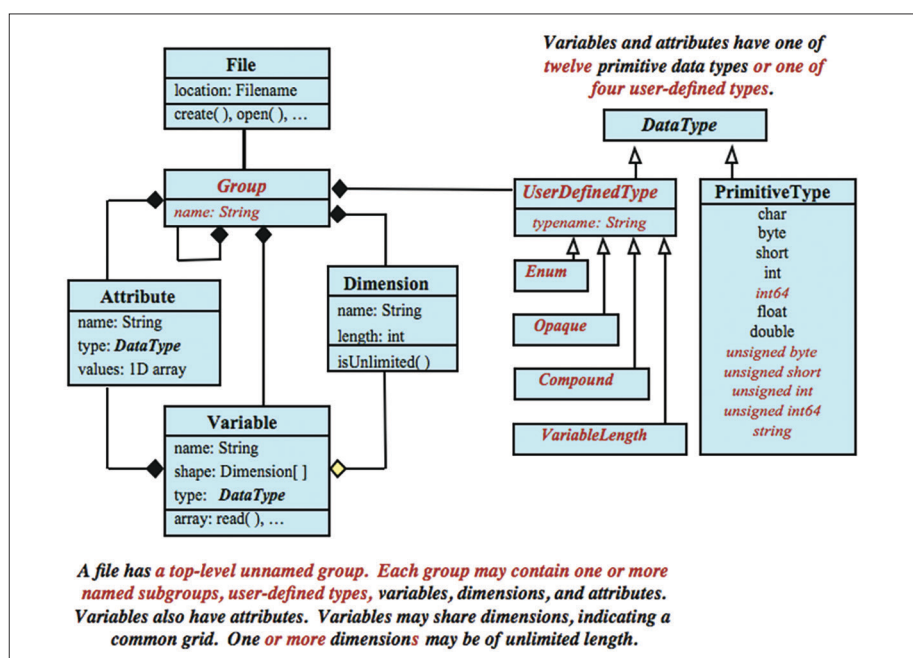 Variables and attributes have one of
twelve primitive data types or one of
four user-defined types.
File
location: Filename
create( ), open( ), ...
DataType
Group
name: String
UserDefinedType
typename: String
PrimitiveType
char
byte
short
int
int64
float
double
unsigned byte
unsigned short
unsigned int
unsigned int64
string
Enum
Opaque
Compound
VariableLength
Attribute
name: String
type: DataType
values: 1D array
Dimension
name: String
length: int
isUnlimited( )
Variable
name: String
shape: Dimension[ ]
type: DataType
array: read( ), ...
A file has a top-level unnamed group. Each group may contain one or more
named subgroups, user-defined types, variables, dimensions, and attributes.
Variables also have attributes. Variables may share dimensions, indicating a
common grid. One or more dimensions may be of unlimited length.